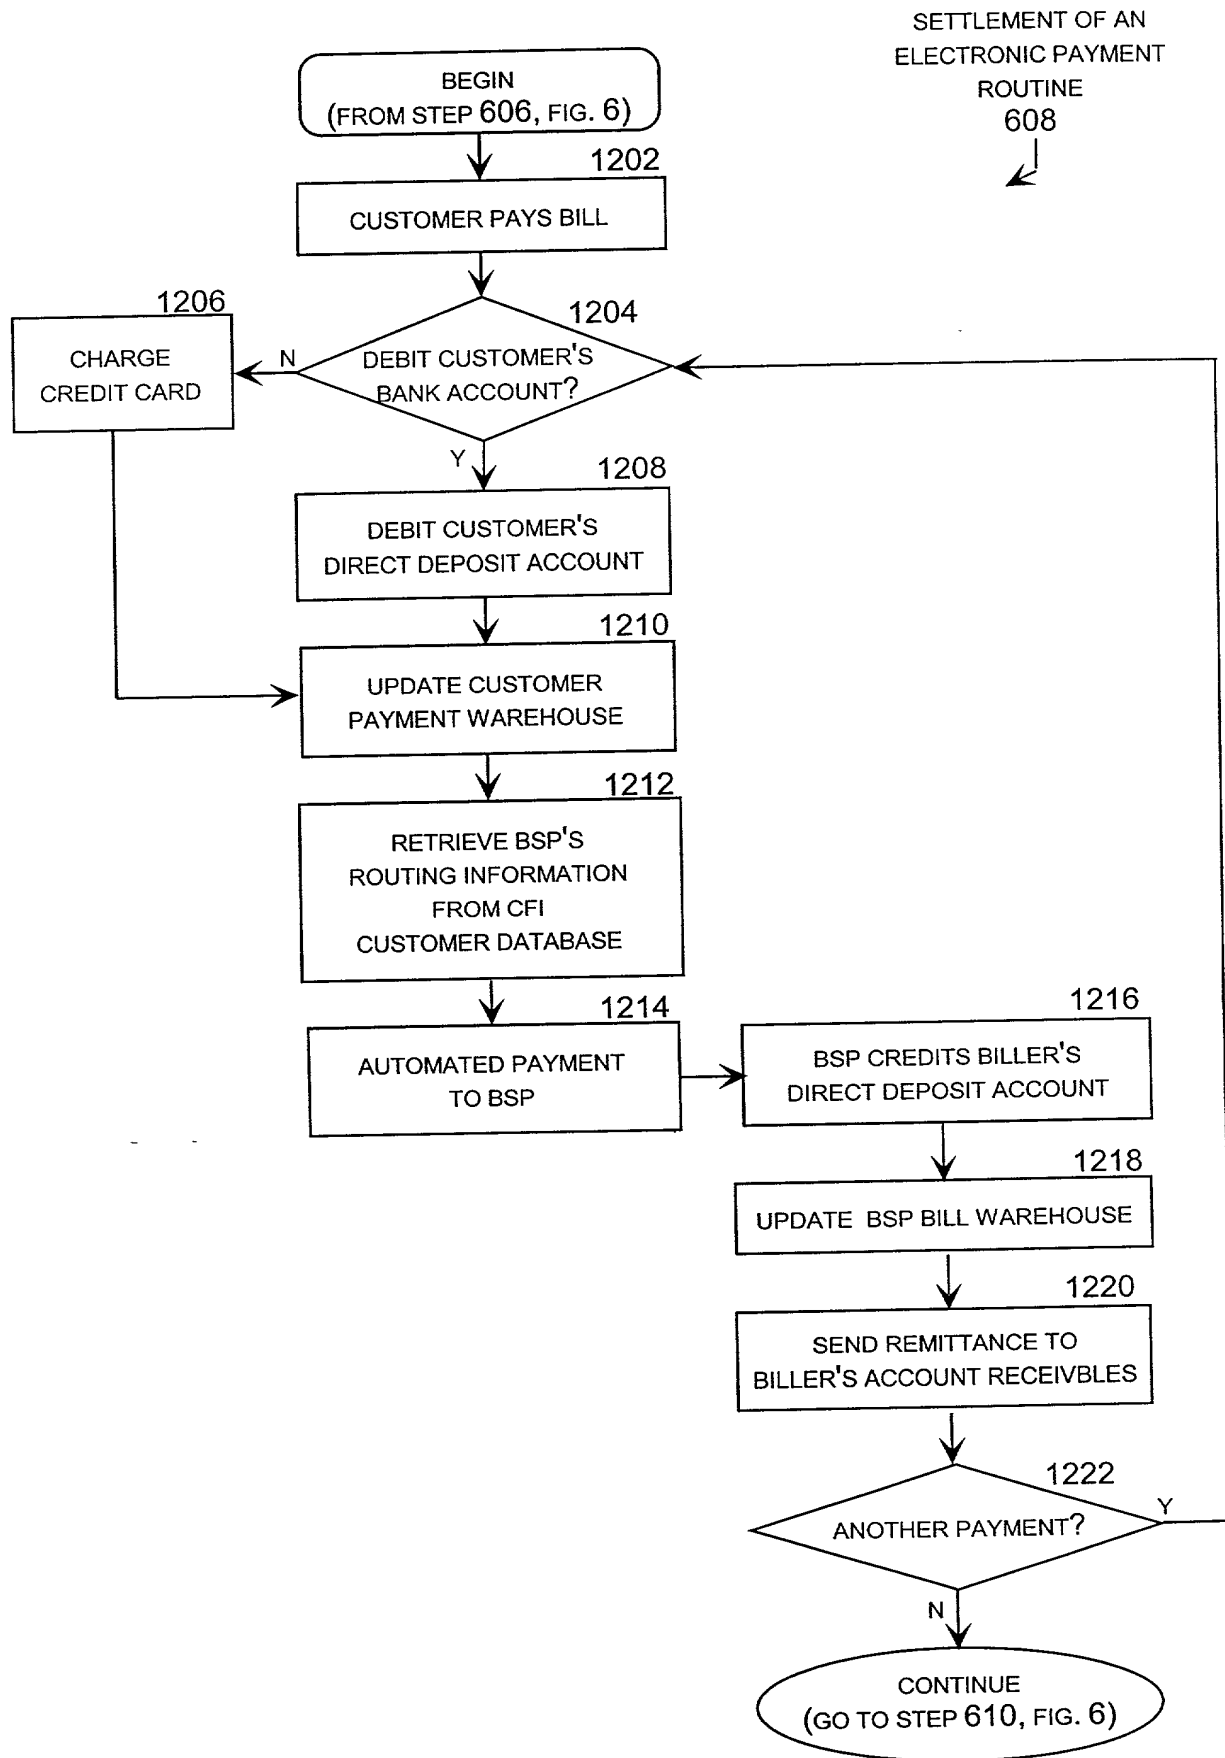 SETTLEMENT OF AN
ELECTRONIC PAYMENT
ROUTINE
608
BEGIN
(FROM STEP 606, FIG. 6)
1202
CUSTOMER PAYS BILL
1204
DEBIT CUSTOMER'S
BANK ACCOUNT?
N
1206
CHARGE
CREDIT CARD
Y
1208
DEBIT CUSTOMER'S
DIRECT DEPOSIT ACCOUNT
1210
UPDATE CUSTOMER
PAYMENT WAREHOUSE
1212
RETRIEVE BSP'S
ROUTING INFORMATION
FROM CFI
CUSTOMER DATABASE
1214
AUTOMATED PAYMENT
TO BSP
1216
BSP CREDITS BILLER'S
DIRECT DEPOSIT ACCOUNT
1218
UPDATE BSP BILL WAREHOUSE
1220
SEND REMITTANCE TO
BILLER'S ACCOUNT RECEIVBLES
1222
ANOTHER PAYMENT?
Y
N
CONTINUE
(GO TO STEP 610, FIG. 6)